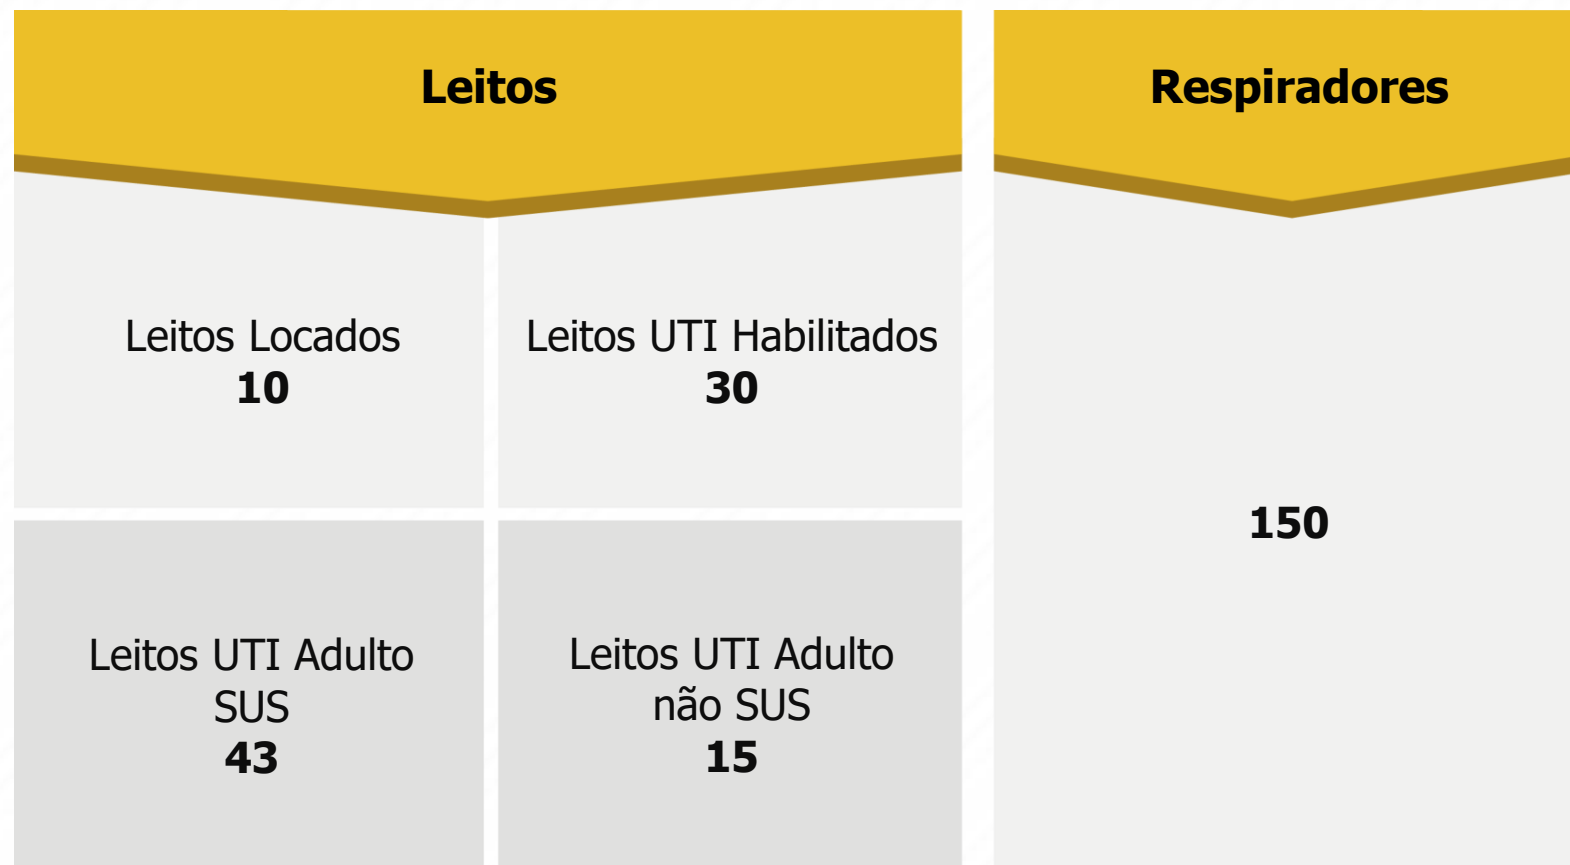 Leitos
Respiradores
Leitos Locados
10
Leitos UTI Habilitados
30
Leitos UTI Adulto
SUS
43
Leitos UTI Adulto
não SUS
15
150